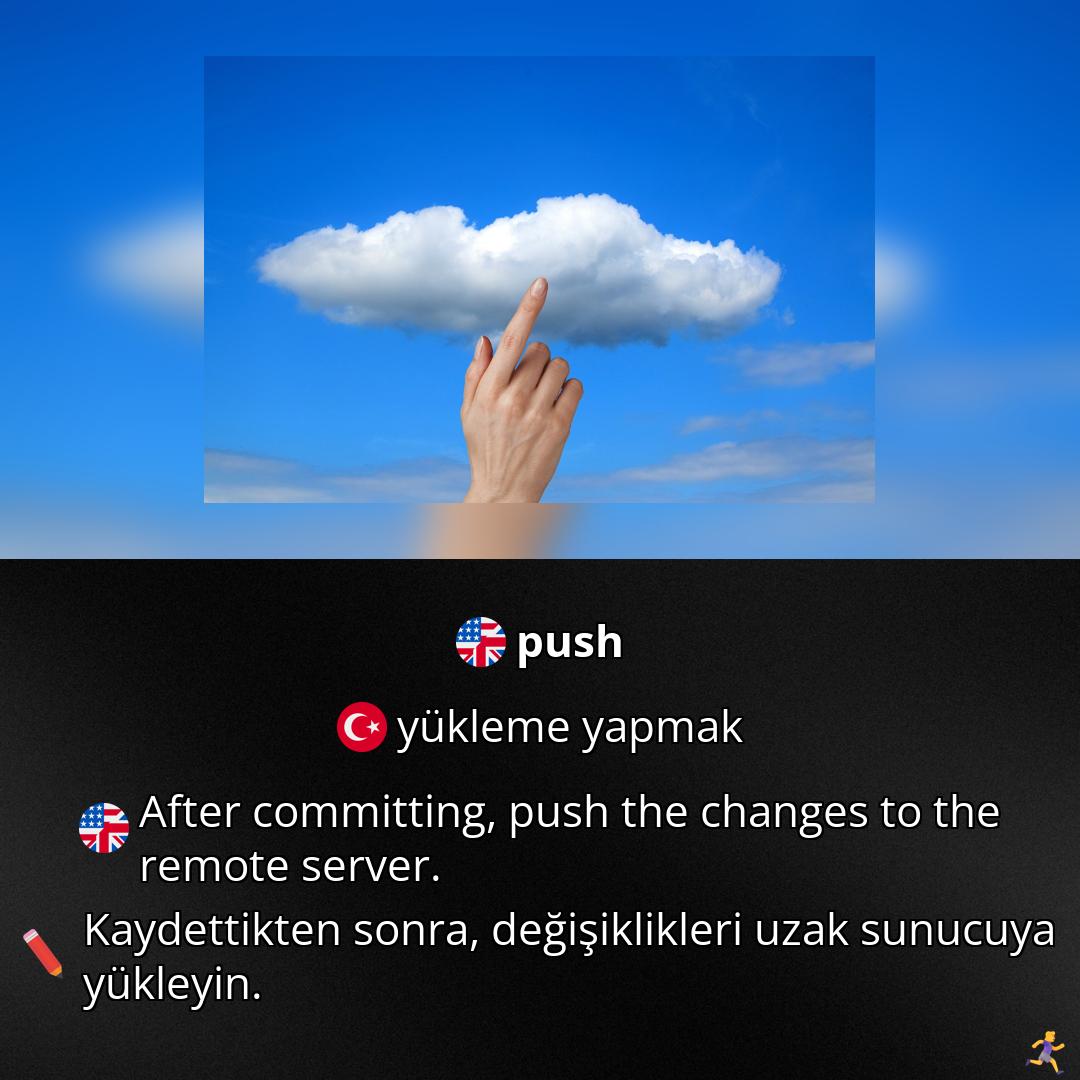 push
yükleme yapmak
After committing, push the changes to the
remote server.
Kaydettikten sonra, değişiklikleri uzak sunucuya
yükleyin.